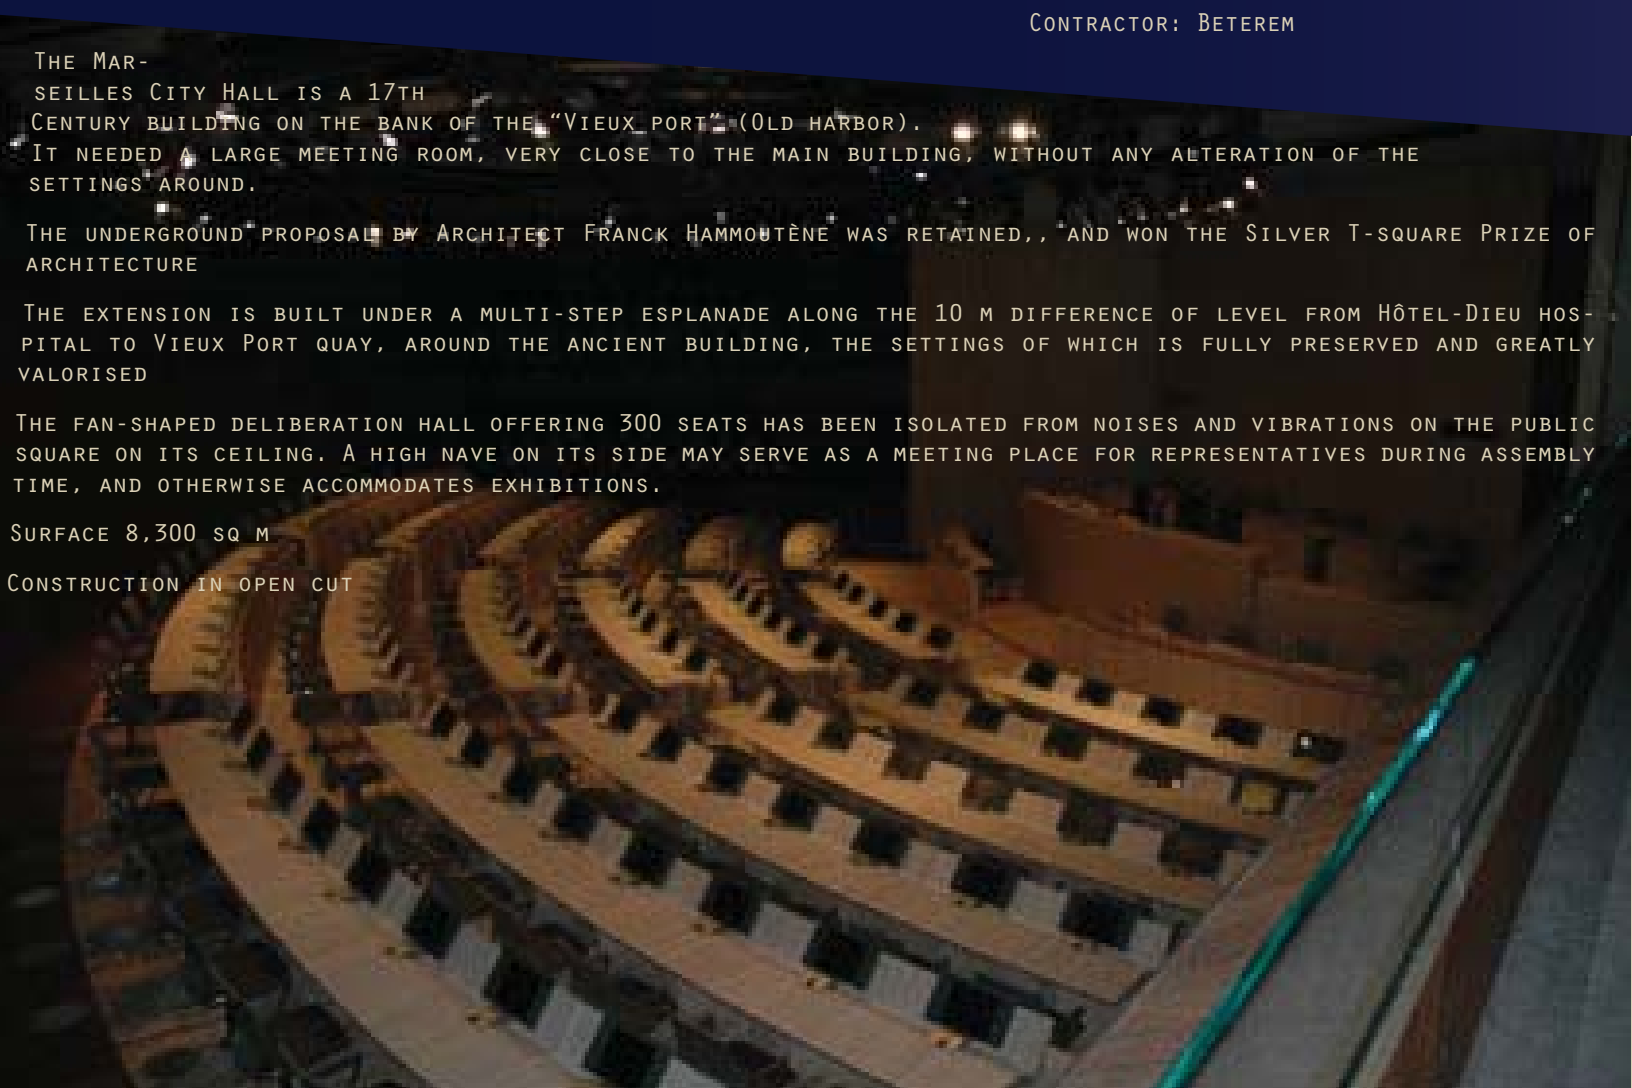 Contractor: Beterem
The Mar-
seilles City Hall is a 17th
Century building on the bank of the “Vieux port” (Old harbor).
It needed a large meeting room, very close to the main building, without any alteration of the
settings around.
The underground proposal by Architect Franck Hammoutène was retained,, and won the Silver T-square Prize of
architecture
The extension is built under a multi-step esplanade along the 10 m difference of level from Hôtel-Dieu hos-
pital to Vieux Port quay, around the ancient building, the settings of which is fully preserved and greatly
valorised
The fan-shaped deliberation hall offering 300 seats has been isolated from noises and vibrations on the public
square on its ceiling. A high nave on its side may serve as a meeting place for representatives during assembly
time, and otherwise accommodates exhibitions.
Surface 8,300 sq m
Construction in open cut